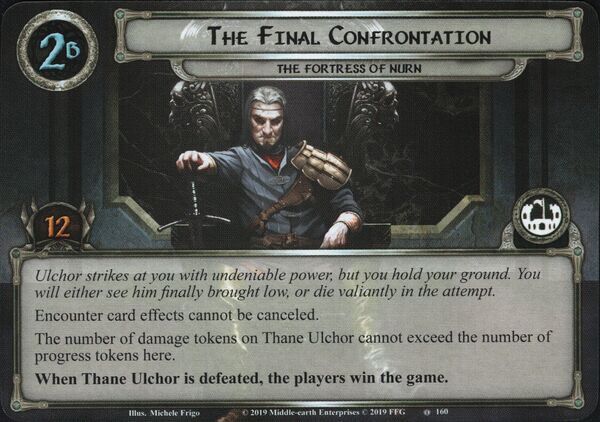 2B
THE FINAL CONFRONTATION
THE FORTRESS OF NURN
12
Ulchor strikes at you with undeniable power, but you hold your ground. You
will either see him finally brought low, or die valiantly in the attempt.
Encounter card effects cannot be canceled.
The number of damage tokens on Thane Ulchor cannot exceed the number of
progress tokens here.
When Thane Ulchor is defeated, the players win the game.
Illus. Michele Frigo © 2019 Middle-earth Enterprises © 2019 FFG 160